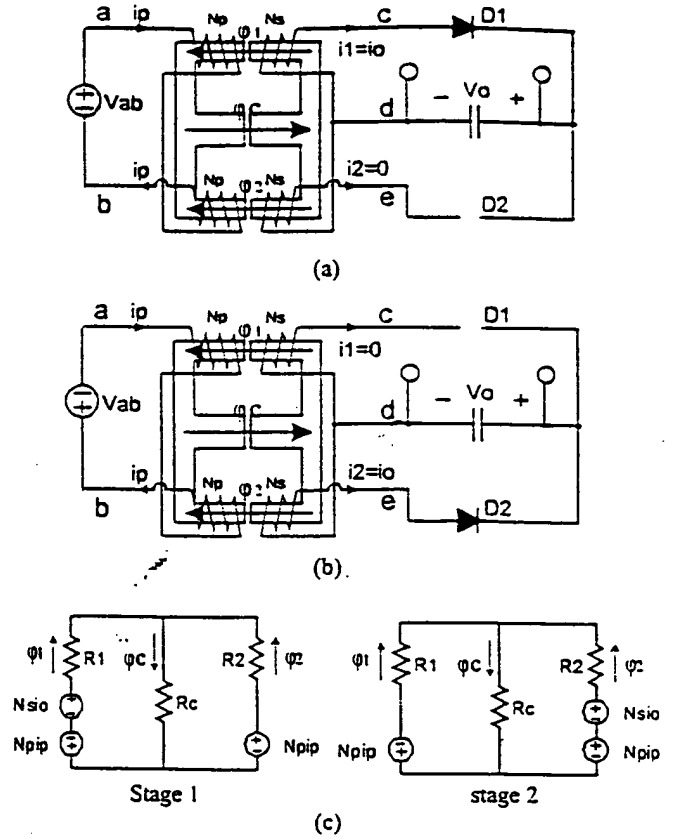 a ip Np φ1 Ns c D1
i1=io
Vab φc d − Vo +
ip Np φ2 Ns i2=0
b e D2
(a)
a ip Np φ1 Ns c D1
i1=0
Vab φc d − Vo +
ip Np φ2 Ns i2=io
b e D2
(b)
φ1 R1 φc Rc R2 φ2
Nsio
Npip Npip
Stage 1
φ1 R1 φc Rc R2 φ2
Nsio
Npip Npip
stage 2
(c)